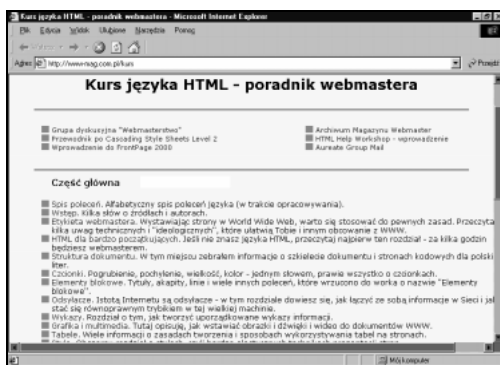 Kurs języka HTML - poradnik webmastera - Microsoft Internet Explorer
Plik Edycja Widok Ulubione Narzędzia Pomoc
Adres http://www-mag.com.pl/kurs Przejdź
Kurs języka HTML - poradnik webmastera
Grupa dyskusyjna "Webmasterstwo"
Przewodnik po Cascading Style Sheets Level 2
Wprowadzenie do FrontPage 2000
Archiwum Magazynu Webmaster
HTML Help Workshop - wprowadzenie
Aureate Group Mail
Część główna
Spis poleceń. Alfabetyczny spis poleceń języka (w trakcie opracowywania).
Wstęp. Kilka słow o źródłach i autorach.
Etykieta webmastera. Wystawiając strony w World Wide Web, warto się stosować do pewnych zasad. Przeczyta
kilka uwag technicznych i "ideologicznych", które ułatwią Tobie i innym obcowanie z WWW.
HTML dla bardzo początkujących. Jeśli nie znasz języka HTML, przeczytaj najpierw ten rozdział - za kilka godzin
będziesz webmasterem.
Struktura dokumentu. W tym miejscu zebrałem informacje o szkielecie dokumentu i stronach kodowych dla polski
liter.
Czcionki. Pogrubienie, pochylenie, wielkość, kolor - jednym słowem, prawie wszystko o czcionkach.
Elementy blokowe. Tytuły, akapity, linie i wiele innych poleceń, które wrzucono do worka o nazwie "Elementy
blokowe".
Odsyłacze. Istotą Internetu są odsyłacze - w tym rozdziale dowiesz się, jak łączyć ze sobą informacje w Sieci i jak
stać się równoprawnym trybikiem w tej wielkiej machinie.
Wykazy. Rozdział o tym, jak tworzyć uporządkowane wykazy informacji.
Grafika i multimedia. Tutaj opisuję, jak wstawiać obrazki i dźwięki i wideo do dokumentów WWW.
Tabele. Wiele informacji o zasadach tworzenia i sposobach wykorzystywania tabel na stronach.
Mój komputer